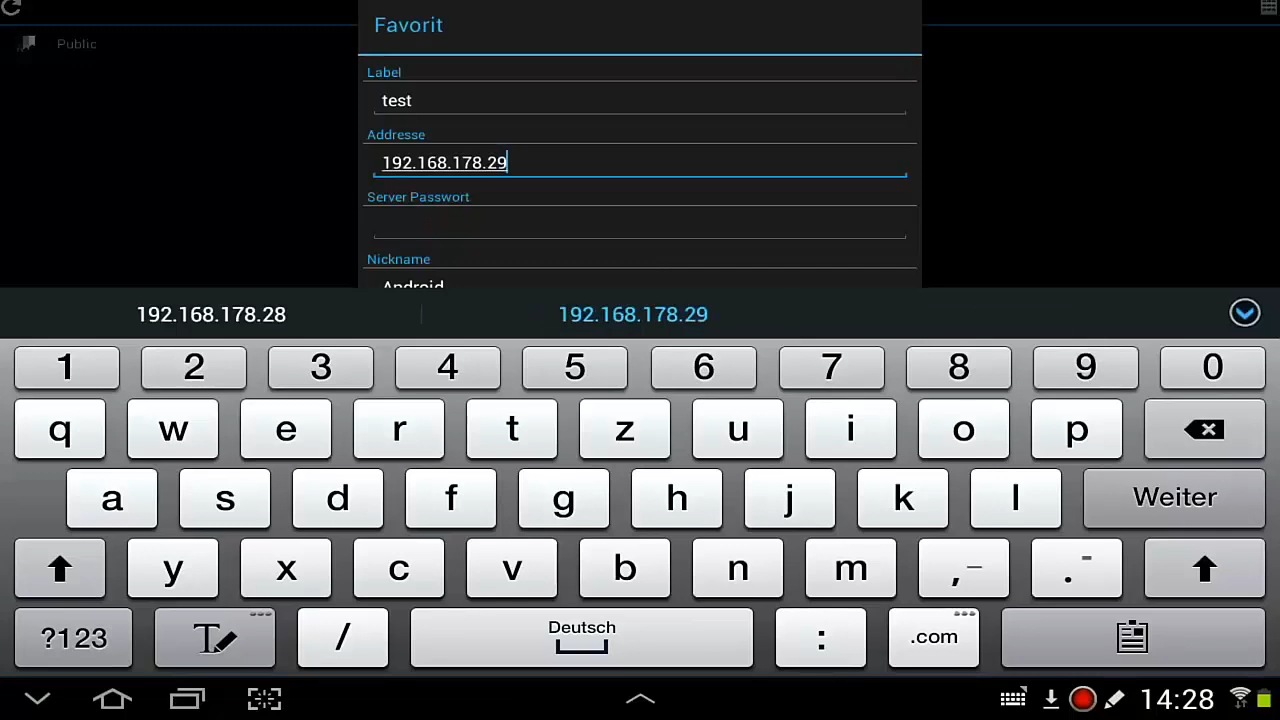 Favorit
Public
Label
test
Addresse
192.168.178.29
Server Passwort
Nickname
Android
192.168.178.28 192.168.178.29
1 2 3 4 5 6 7 8 9 0
q w e r t z u i o p
a s d f g h j k l Weiter
y x c v b n m ,– .-
?123 T / Deutsch : .com
14:28